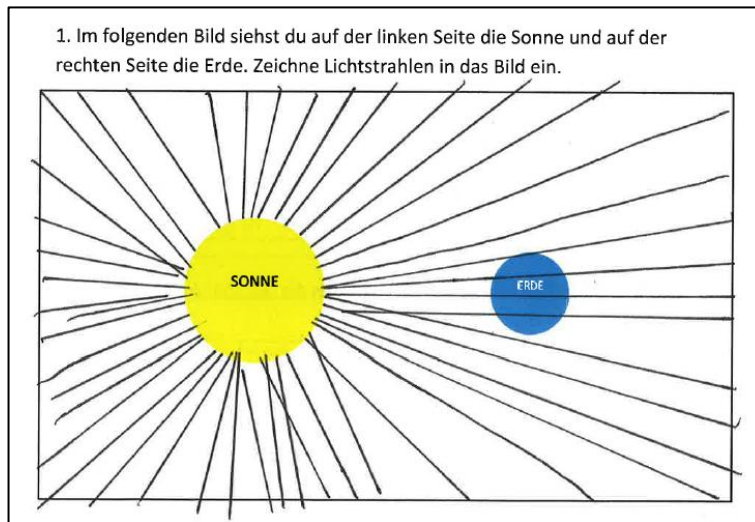 1. Im folgenden Bild siehst du auf der linken Seite die Sonne und auf der
rechten Seite die Erde. Zeichne Lichtstrahlen in das Bild ein.
SONNE
ERDE